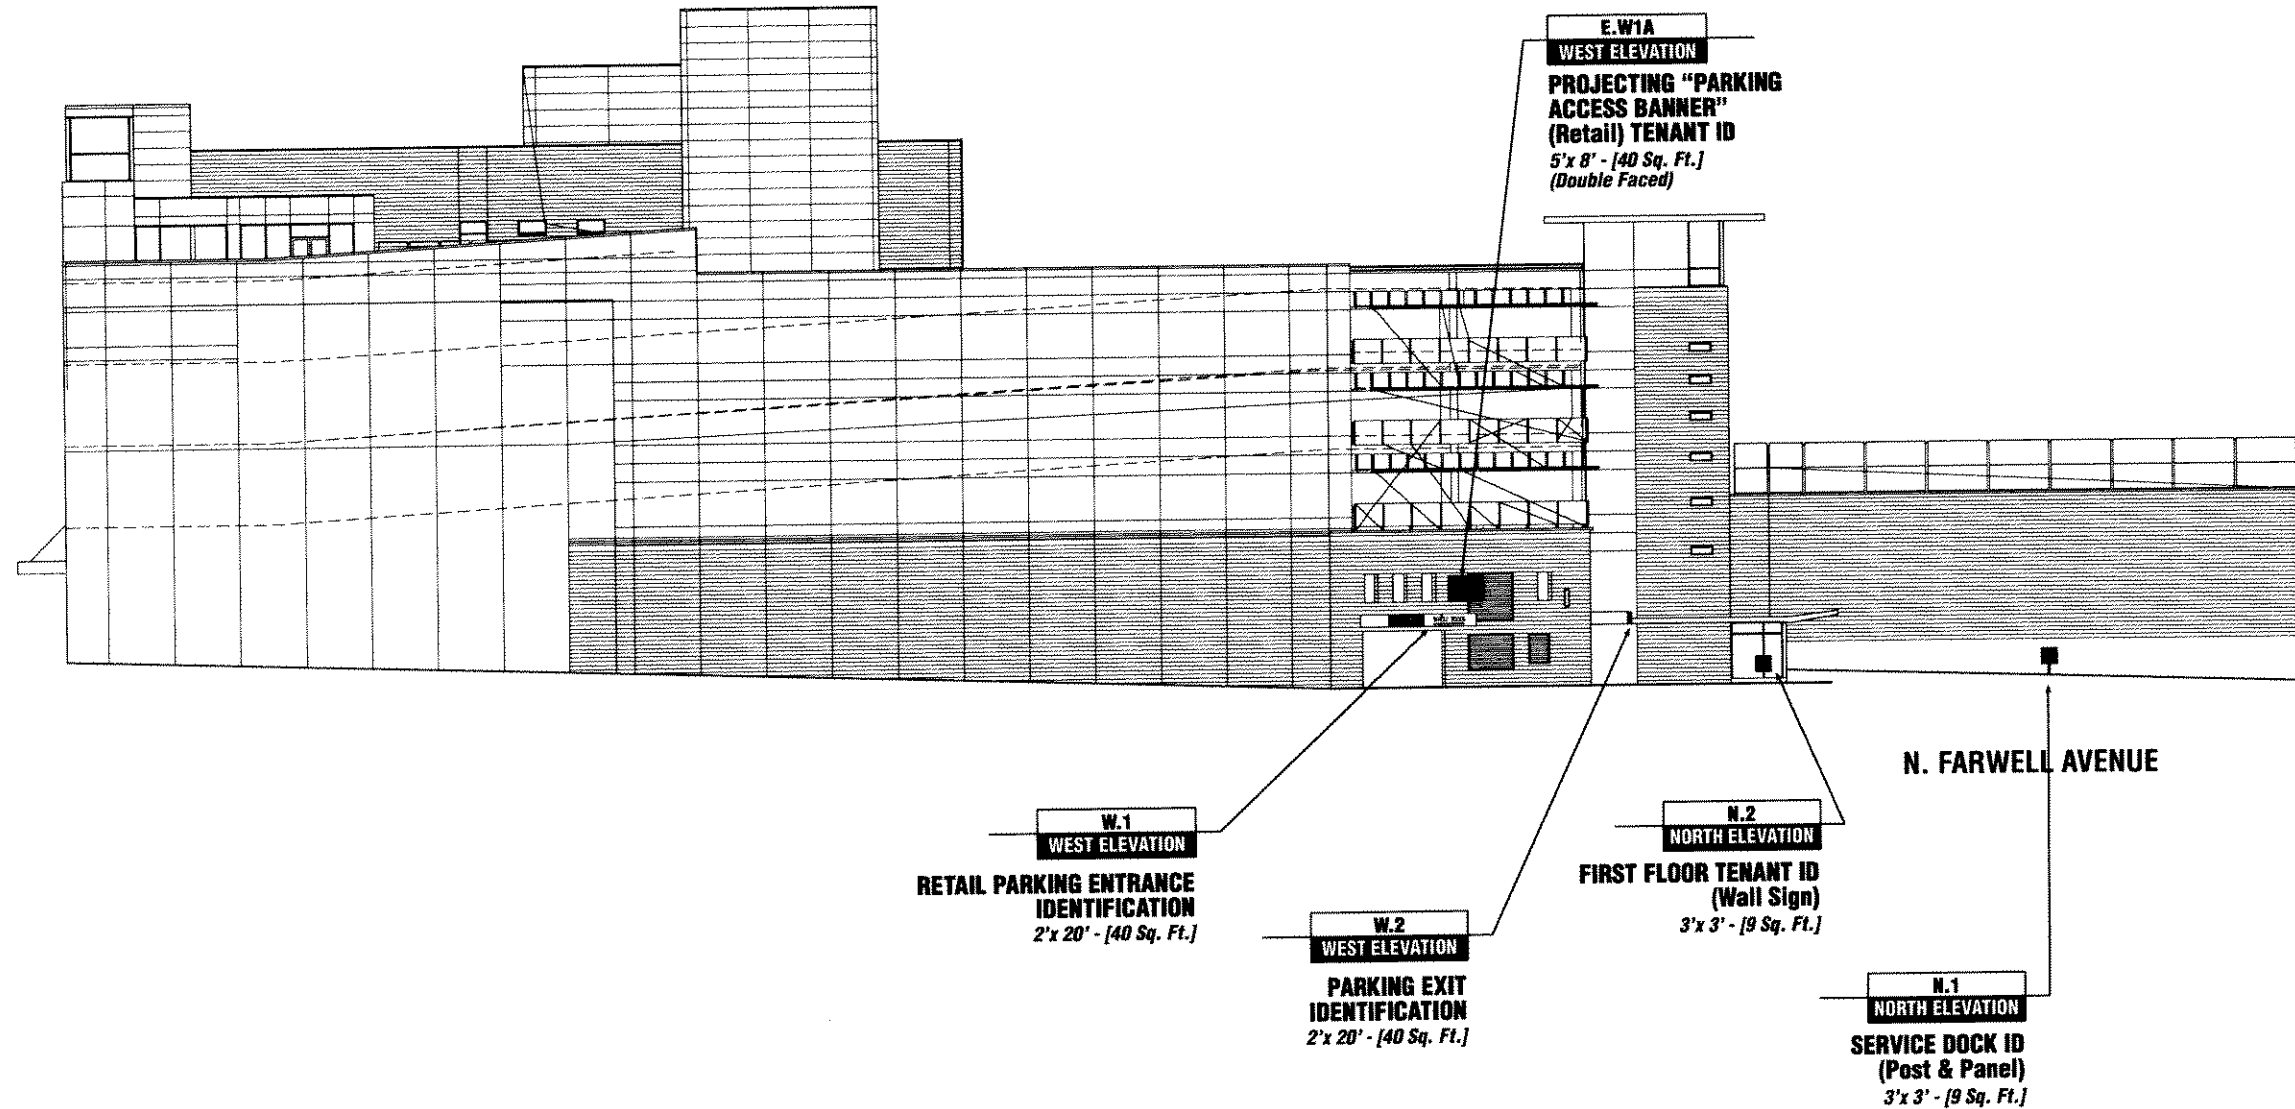 E.W1A
WEST ELEVATION
PROJECTING “PARKING
ACCESS BANNER”
(Retail) TENANT ID
5'x 8' - [40 Sq. Ft.]
(Double Faced)
N. FARWELL AVENUE
W.1
WEST ELEVATION
RETAIL PARKING ENTRANCE
IDENTIFICATION
2'x 20' - [40 Sq. Ft.]
W.2
WEST ELEVATION
PARKING EXIT
IDENTIFICATION
2'x 20' - [40 Sq. Ft.]
N.2
NORTH ELEVATION
FIRST FLOOR TENANT ID
(Wall Sign)
3'x 3' - [9 Sq. Ft.]
N.1
NORTH ELEVATION
SERVICE DOCK ID
(Post & Panel)
3'x 3' - [9 Sq. Ft.]